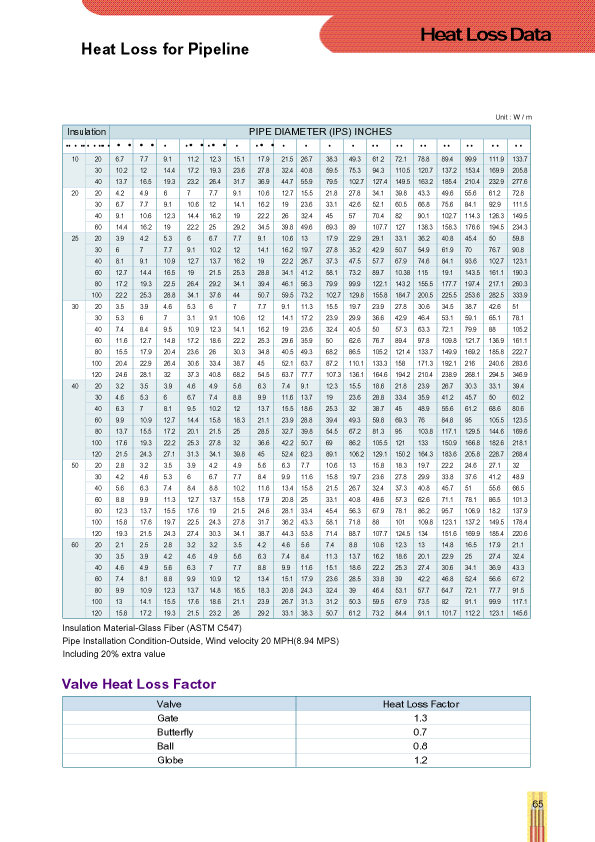 Heat Loss Data
Heat Loss for Pipeline
Unit : W / m
Insulation PIPE DIAMETER (IPS) INCHES
10 20 6.7 7.7 9.1 11.2 12.3 15.1 17.9 21.5 26.7 38.3 49.3 61.2 72.1 78.8 89.4 99.9 111.9 133.7
30 10.2 12 14.4 17.2 19.3 23.6 27.8 32.4 40.8 59.5 75.3 94.3 110.5 120.7 137.2 153.4 169.9 205.8
40 13.7 16.5 19.3 23.2 26.4 31.7 36.9 44.7 55.9 79.5 102.7 127.4 149.5 163.2 185.4 210.4 232.9 277.6
20 20 4.2 4.9 6 7 7.7 9.1 10.6 12.7 15.5 21.8 27.8 34.1 39.8 43.3 49.5 49.6 55.6 61.2 72.8
30 6.7 7.7 9.1 10.6 12 14.1 16.2 19 23.6 33.1 42.6 52.1 60.5 66.8 75.6 84.1 92.9 111.5
40 9.1 10.6 12.3 14.4 16.2 19 22.2 26 32.4 45 57 70.4 82 90.1 102.7 114.3 126.3 149.5
60 14.4 16.2 19 22.2 25 29.2 34.5 39.8 49.6 69.3 89 107.7 127 138.3 158.3 176.6 194.5 234.3
25 20 3.9 4.2 5.3 6 6.7 7.7 9.1 10.6 13 17.9 22.9 29.1 33.1 36.2 40.8 45.4 50 59.8
30 6 7 7.7 9.1 10.2 12 14.1 16.2 19.7 27.8 35.2 42.9 50.7 54.9 61.9 70 76.7 90.8
40 8.1 9.1 10.9 12.7 13.7 16.2 19 22.2 26.7 37.3 47.5 57.7 67.9 74.6 84.1 93.6 102.7 123.1
60 12.7 14.4 16.5 19 21.5 25.3 28.8 34.1 41.2 58.1 73.2 89.7 10.38 115 19.1 143.5 161.1 190.3
80 17.2 19.3 22.5 26.4 29.2 34.1 39.4 46.1 56.3 79.9 99.9 122.1 143.2 155.5 177.7 197.4 217.1 260.3
100 22.2 25.3 28.8 34.1 37.6 44 50.7 59.5 73.2 102.7 129.8 155.8 184.7 200.5 225.5 253.6 282.5 333.9
30 20 3.5 3.9 4.6 5.3 6 7 7.7 9.1 11.3 15.5 19.7 23.9 27.8 30.6 34.5 38.7 42.6 51
30 5.3 6 7 3.1 9.1 10.6 12 14.1 17.2 23.9 29.9 36.6 42.9 46.4 53.1 59.1 65.1 78.1
40 7.4 8.4 9.5 10.9 12.3 14.1 16.2 19 23.6 32.4 40.5 50 57.3 63.3 72.1 79.9 88 105.2
60 11.6 12.7 14.8 17.2 18.6 22.2 25.3 29.6 35.9 50 62.6 76.7 89.4 97.8 109.8 121.7 136.9 161.1
80 15.5 17.9 20.4 23.6 26 30.3 34.8 40.5 49.3 68.2 86.5 105.2 121.4 133.7 149.9 169.2 185.8 222.7
100 20.4 22.9 26.4 30.6 33.4 38.7 45 52.1 63.7 87.2 110.1 133.3 158 171.3 192.1 216 240.6 283.6
120 24.6 28.1 32 37.3 40.8 68.2 54.5 63.7 77.7 107.3 136.1 164.6 194.2 210.4 238.9 268.1 294.5 346.9
40 20 3.2 3.5 3.9 4.6 4.9 5.6 6.3 7.4 9.1 12.3 15.5 18.6 21.8 23.9 26.7 30.3 33.1 39.4
30 4.6 5.3 6 6.7 7.4 8.8 9.9 11.6 13.7 19 23.6 28.8 33.4 35.9 41.2 45.7 50 60.2
40 6.3 7 8.1 9.5 10.2 12 13.7 15.5 18.6 25.3 32 38.7 45 48.9 55.6 61.2 68.6 80.6
60 9.9 10.9 12.7 14.4 15.8 18.3 21.1 23.9 28.8 39.4 49.3 59.8 69.3 76 84.8 95 105.5 123.5
80 13.7 15.5 17.2 20.1 21.5 25 28.5 32.7 39.8 54.5 67.2 81.3 95 103.8 117.1 129.5 144.6 169.6
100 17.6 19.3 22.2 25.3 27.8 32 36.6 42.2 50.7 69 86.2 105.5 121 133 150.9 166.8 182.6 218.1
120 21.5 24.3 27.1 31.3 34.1 39.8 45 52.4 62.3 89.1 106.2 129.1 150.2 164.3 183.6 205.8 226.7 268.4
50 20 2.8 3.2 3.5 3.9 4.2 4.9 5.6 6.3 7.7 10.6 13 15.8 18.3 19.7 22.2 24.6 27.1 32
30 4.2 4.6 5.3 6 6.7 7.7 8.4 9.9 11.6 15.8 19.7 23.6 27.8 29.9 33.8 37.6 41.2 48.9
40 5.6 6.3 7.4 8.4 8.8 10.2 11.6 13.4 15.8 21.5 26.7 32.4 37.3 40.8 45.7 51 55.6 66.5
60 8.8 9.9 11.3 12.7 13.7 15.8 17.9 20.8 25 33.1 40.8 49.6 57.3 62.6 71.1 78.1 86.5 101.3
80 12.3 13.7 15.5 17.6 19 21.5 24.6 28.1 33.4 45.4 56.3 67.9 78.1 86.2 95.7 106.9 18.2 137.9
100 15.8 17.6 19.7 22.5 24.3 27.8 31.7 36.2 43.3 58.1 71.8 88 101 109.8 123.1 137.2 149.5 178.4
120 19.3 21.5 24.3 27.4 30.3 34.1 38.7 44.3 53.8 71.4 88.7 107.7 124.5 134 151.6 169.9 185.4 220.6
60 20 2.1 2.5 2.8 3.2 3.2 3.5 4.2 4.6 5.6 7.4 8.8 10.6 12.3 13 14.8 16.5 17.9 21.1
30 3.5 3.9 4.2 4.6 4.9 5.6 6.3 7.4 8.4 11.3 13.7 16.2 18.6 20.1 22.9 25 27.4 32.4
40 4.6 4.9 5.6 6.3 7 7.7 8.8 9.9 11.6 15.1 18.6 22.2 25.3 27.4 30.6 34.1 36.9 43.3
60 7.4 8.1 8.8 9.9 10.9 12 13.4 15.1 17.9 23.6 28.5 33.8 39 42.2 46.8 52.4 56.6 67.2
80 9.9 10.9 12.3 13.7 14.8 16.5 18.3 20.8 24.3 32.4 39 46.4 53.1 57.7 64.7 72.1 77.7 91.5
100 13 14.1 15.5 17.6 18.6 21.1 23.9 26.7 31.3 31.2 50.3 59.5 67.9 73.5 82 91.1 99.9 117.1
120 15.8 17.2 19.3 21.5 23.2 26 29.2 33.1 38.3 50.7 61.2 73.2 84.4 91.1 101.7 112.2 123.1 145.6
Insulation Material-Glass Fiber (ASTM C547)
Pipe Installation Condition-Outside, Wind velocity 20 MPH(8.94 MPS)
Including 20% extra value
Valve Heat Loss Factor
Valve Heat Loss Factor
Gate 1.3
Butterfly 0.7
Ball 0.8
Globe 1.2
65